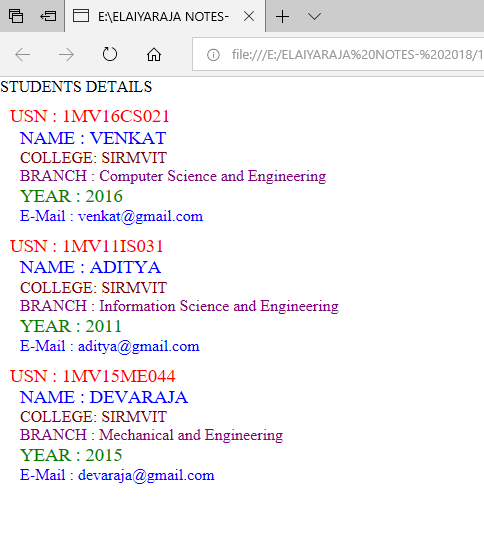 E:\ELAIYARAJA NOTES-
file:///E:/ELAIYARAJA%20NOTES-%202018/1
STUDENTS DETAILS
USN : 1MV16CS021
NAME : VENKAT
COLLEGE: SIRMVIT
BRANCH : Computer Science and Engineering
YEAR : 2016
E-Mail : venkat@gmail.com
USN : 1MV11IS031
NAME : ADITYA
COLLEGE: SIRMVIT
BRANCH : Information Science and Engineering
YEAR : 2011
E-Mail : aditya@gmail.com
USN : 1MV15ME044
NAME : DEVARAJA
COLLEGE: SIRMVIT
BRANCH : Mechanical and Engineering
YEAR : 2015
E-Mail : devaraja@gmail.com